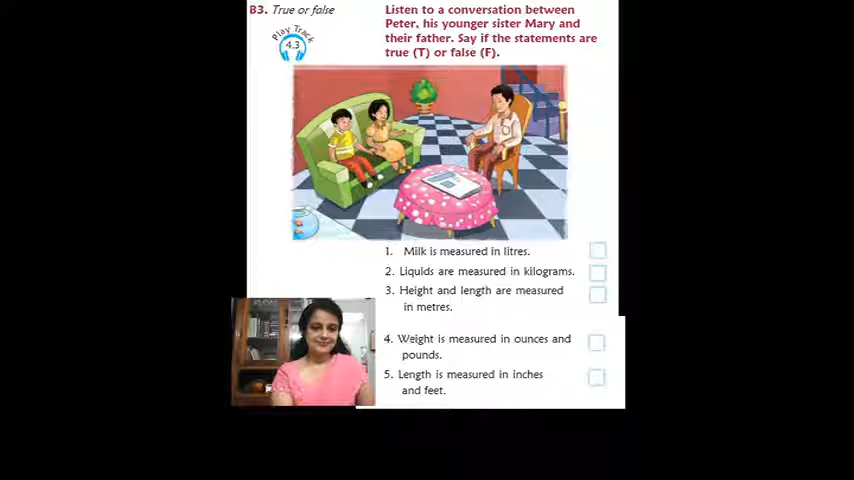 B3. True or false
Play Track
4.3
Listen to a conversation between
Peter, his younger sister Mary and
their father. Say if the statements are
true (T) or false (F).
1. Milk is measured in litres.
2. Liquids are measured in kilograms.
3. Height and length are measured
in metres.
4. Weight is measured in ounces and
pounds.
5. Length is measured in inches
and feet.